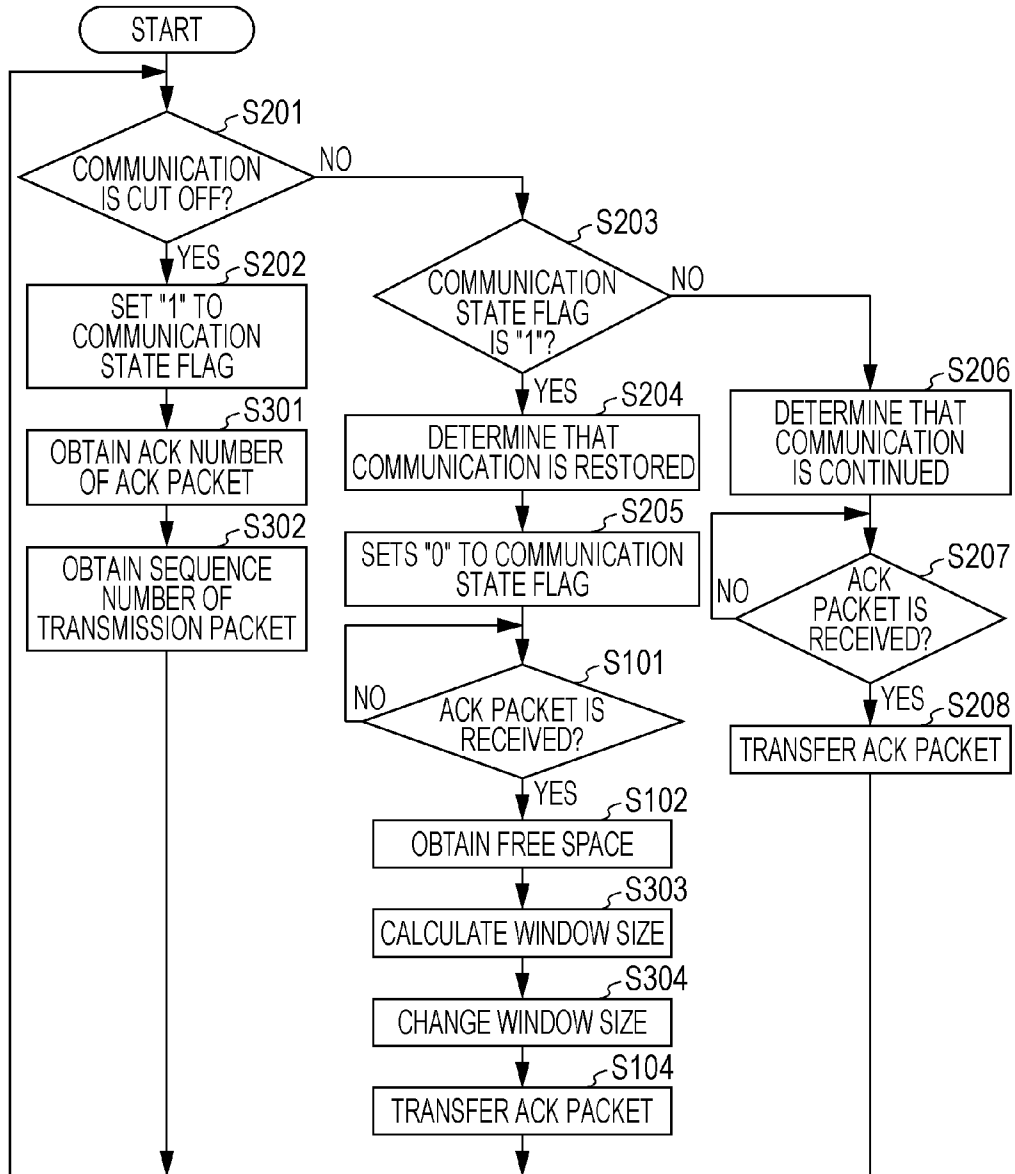 START
S201
COMMUNICATION
IS CUT OFF?
NO
YES
S202
SET "1" TO
COMMUNICATION
STATE FLAG
S301
OBTAIN ACK NUMBER
OF ACK PACKET
S302
OBTAIN SEQUENCE
NUMBER OF
TRANSMISSION PACKET
S203
COMMUNICATION
STATE FLAG
IS "1"?
NO
YES
S204
DETERMINE THAT
COMMUNICATION IS RESTORED
S205
SETS "0" TO COMMUNICATION
STATE FLAG
S101
ACK PACKET IS
RECEIVED?
NO
YES
S102
OBTAIN FREE SPACE
S303
CALCULATE WINDOW SIZE
S304
CHANGE WINDOW SIZE
S104
TRANSFER ACK PACKET
S206
DETERMINE THAT
COMMUNICATION
IS CONTINUED
S207
ACK
PACKET IS
RECEIVED?
NO
YES
S208
TRANSFER ACK PACKET